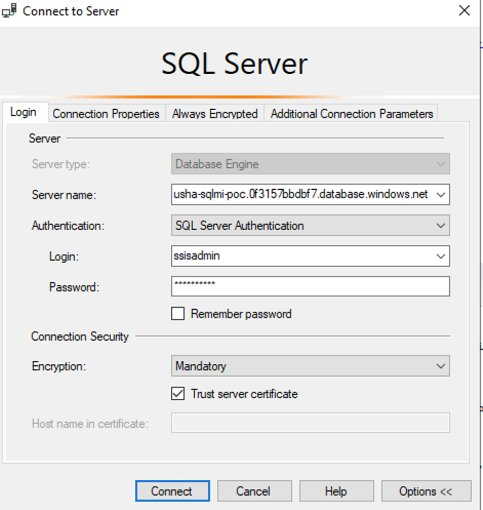 Connect to Server
SQL Server
Login Connection Properties Always Encrypted Additional Connection Parameters
Server
Server type: Database Engine
Server name: usha-sqlmi-poc.0f3157bbdbf7.database.windows.net
Authentication: SQL Server Authentication
Login: ssisadmin
Password: **********
Remember password
Connection Security
Encryption: Mandatory
Trust server certificate
Host name in certificate:
Connect Cancel Help Options <<